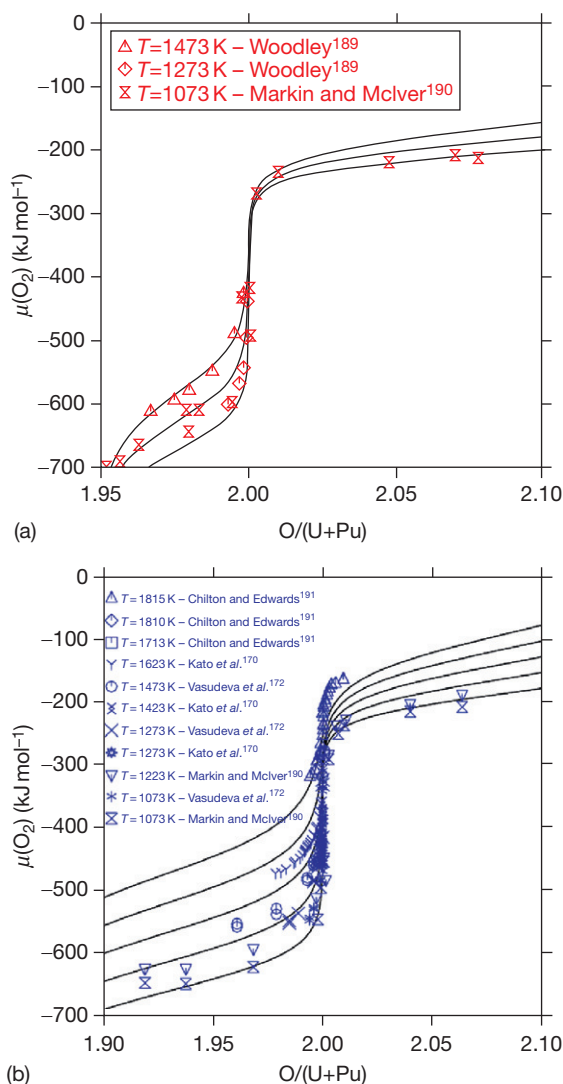 0
T=1473 K – Woodley189
T=1273 K – Woodley189
T=1073 K – Markin and McIver190
−100
−200
−300
−400
−500
−600
−700
μ(O2) (kJ mol−1)
1.95
2.00
2.05
2.10
O/(U+Pu)
(a)
0
T=1815 K – Chilton and Edwards191
T=1810 K – Chilton and Edwards191
T=1713 K – Chilton and Edwards191
T=1623 K – Kato et al.170
T=1473 K – Vasudeva et al.172
T=1423 K – Kato et al.170
T=1273 K – Vasudeva et al.172
T=1273 K – Kato et al.170
T=1223 K – Markin and McIver190
T=1073 K – Vasudeva et al.172
T=1073 K – Markin and McIver190
−100
−200
−300
−400
−500
−600
−700
μ(O2) (kJ mol−1)
1.90
1.95
2.00
2.05
2.10
O/(U+Pu)
(b)